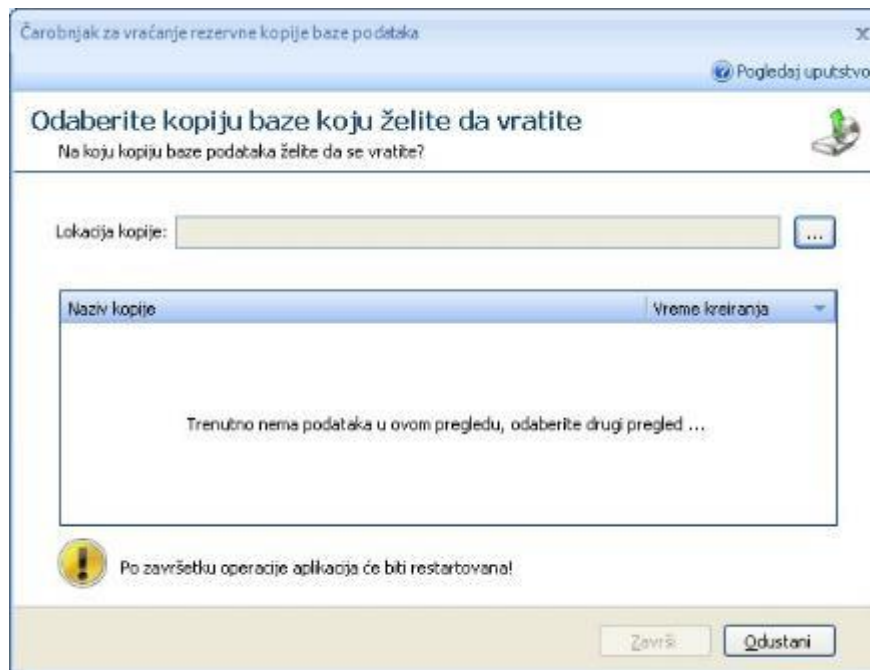 Čarobnjak za vraćanje rezervne kopije baze podataka
Pogledaj uputstvo
Odaberite kopiju baze koju želite da vratite
Na koju kopiju baze podataka želite da se vratite?
Lokacija kopije:
...
Naziv kopije Vreme kreiranja
Trenutno nema podataka u ovom pregledu, odaberite drugi pregled ...
Po završetku operacije aplikacija će biti restartovana!
Završi Odustani